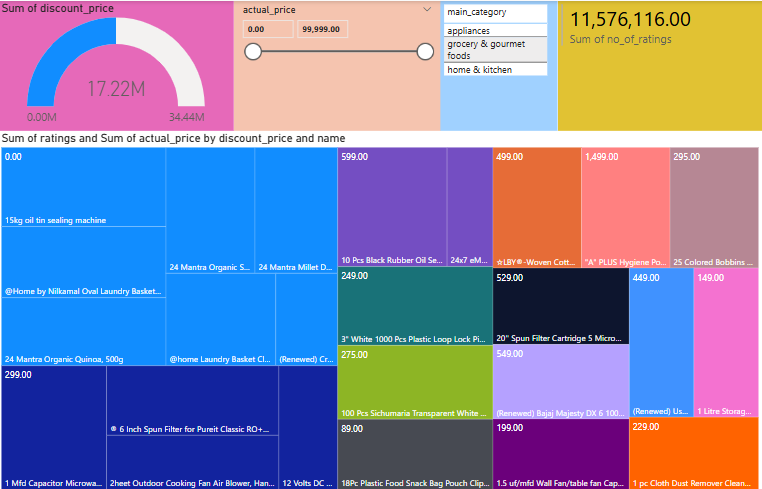 Sum of discount_price
17.22M
0.00M
34.44M
actual_price
0.00
99,999.00
main_category
appliances
grocery & gourmet
foods
home & kitchen
11,576,116.00
Sum of no_of_ratings
Sum of ratings and Sum of actual_price by discount_price and name
0.00
15kg oil tin sealing machine
@Home by Nilkamal Oval Laundry Basket...
24 Mantra Organic Quinoa, 500g
24 Mantra Organic S...
24 Mantra Millet D...
@home Laundry Basket Cl...
(Renewed) Cr...
299.00
1 Mfd Capacitor Microwa...
® 6 Inch Spun Filter for Pureit Classic RO+...
2heet Outdoor Cooking Fan Air Blower, Han...
12 Volts DC ...
599.00
10 Pcs Black Rubber Oil Se...
24x7 eM...
249.00
3" White 1000 Pcs Plastic Loop Lock Pi...
275.00
100 Pcs Sichumaria Transparent White ...
89.00
18Pc Plastic Food Snack Bag Pouch Clip...
499.00
☆LBY®-Woven Cott...
1,499.00
"A" PLUS Hygiene Po...
295.00
25 Colored Bobbins ...
529.00
20" Spun Filter Cartridge 5 Micro...
549.00
(Renewed) Bajaj Majesty DX 6 100...
199.00
1.5 uf/mfd Wall Fan/table fan Cap...
449.00
(Renewed) Us...
149.00
1 Litre Storag...
229.00
1 pc Cloth Dust Remover Clean...